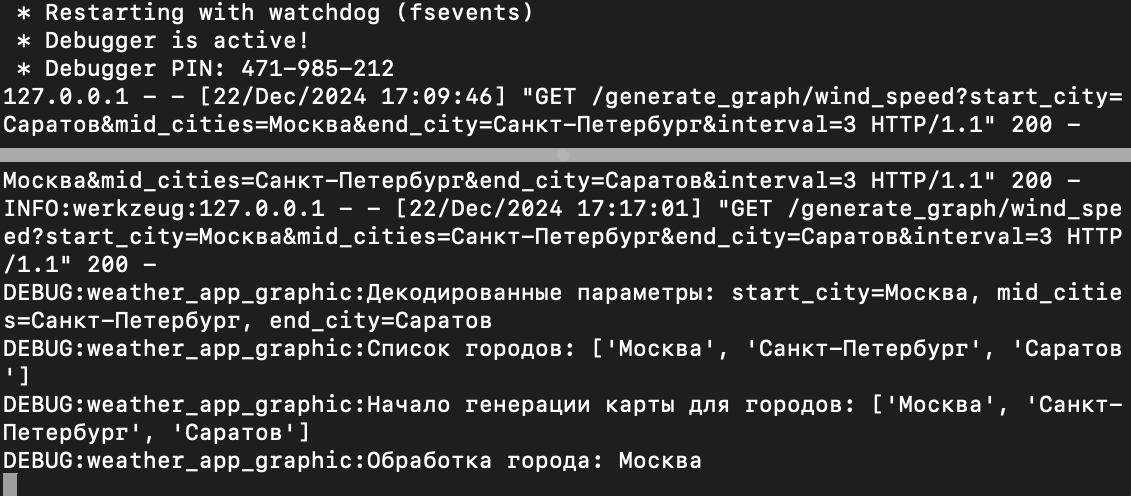 * Restarting with watchdog (fsevents)
 * Debugger is active!
 * Debugger PIN: 471-985-212
127.0.0.1 - - [22/Dec/2024 17:09:46] "GET /generate_graph/wind_speed?start_city=
Саратов&mid_cities=Москва&end_city=Санкт-Петербург&interval=3 HTTP/1.1" 200 -
Москва&mid_cities=Санкт-Петербург&end_city=Саратов&interval=3 HTTP/1.1" 200 -
INFO:werkzeug:127.0.0.1 - - [22/Dec/2024 17:17:01] "GET /generate_graph/wind_spe
ed?start_city=Москва&mid_cities=Санкт-Петербург&end_city=Саратов&interval=3 HTTP
/1.1" 200 -
DEBUG:weather_app_graphic:Декодированные параметры: start_city=Москва, mid_citie
s=Санкт-Петербург, end_city=Саратов
DEBUG:weather_app_graphic:Список городов: ['Москва', 'Санкт-Петербург', 'Саратов
']
DEBUG:weather_app_graphic:Начало генерации карты для городов: ['Москва', 'Санкт-
Петербург', 'Саратов']
DEBUG:weather_app_graphic:Обработка города: Москва